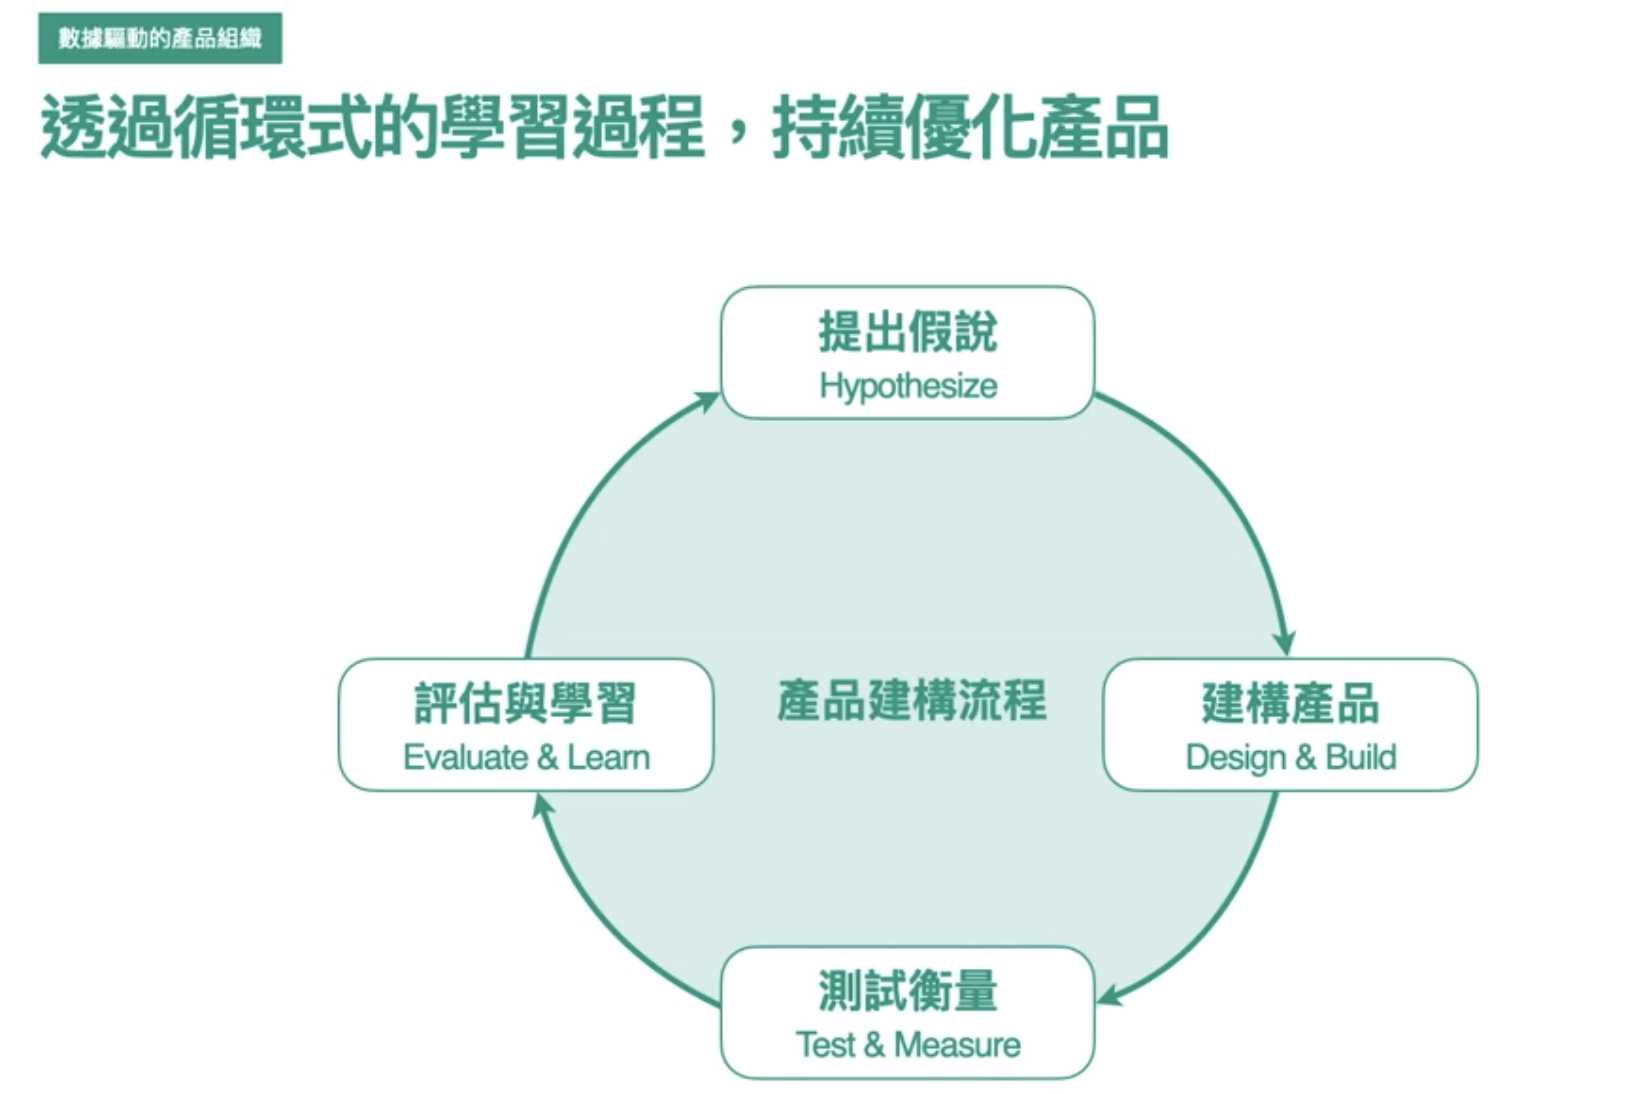 數據驅動的產品組織
透過循環式的學習過程，持續優化產品
提出假說
Hypothesize
評估與學習
Evaluate & Learn
產品建構流程
建構產品
Design & Build
測試衡量
Test & Measure